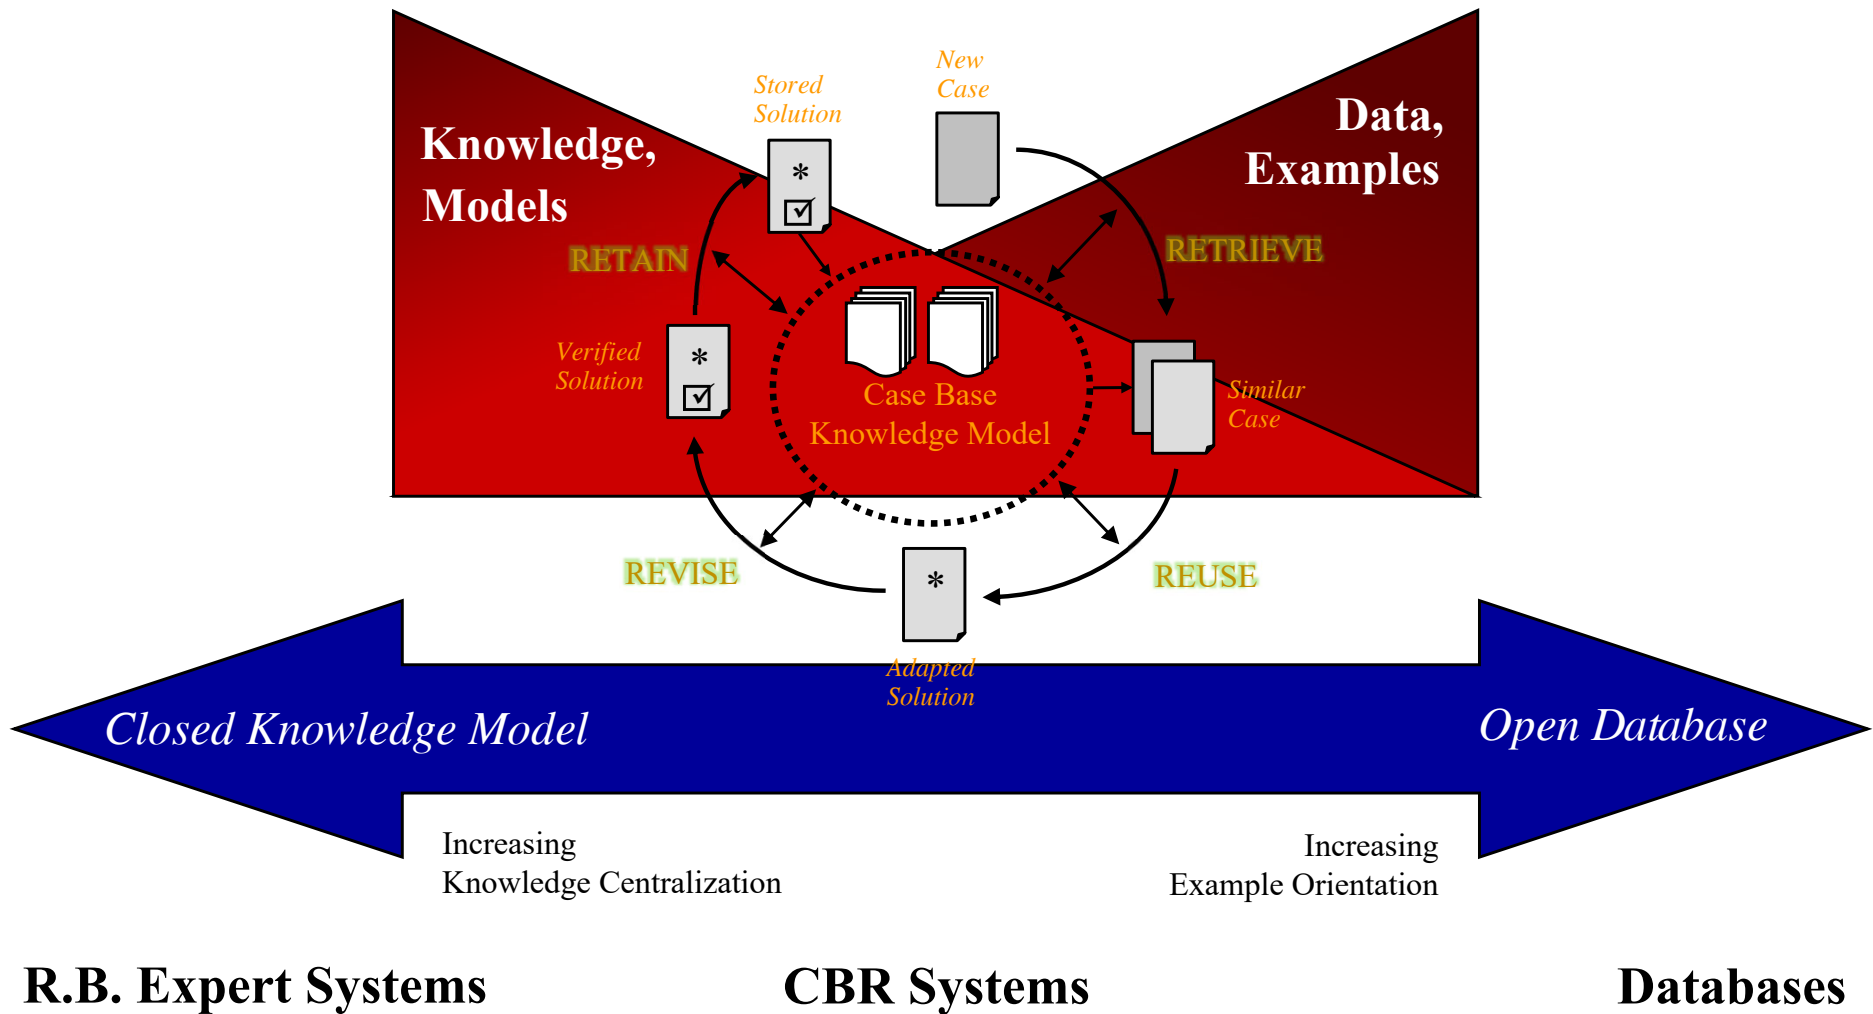 New
Case
Stored
Solution
Knowledge,
Models
Data,
Examples
*
RETAIN
RETRIEVE
Verified
Solution
*
Case Base
Knowledge Model
Similar
Case
REVISE
*
REUSE
Adapted
Solution
Closed Knowledge Model
Open Database
Increasing
Knowledge Centralization
Increasing
Example Orientation
R.B. Expert Systems
CBR Systems
Databases